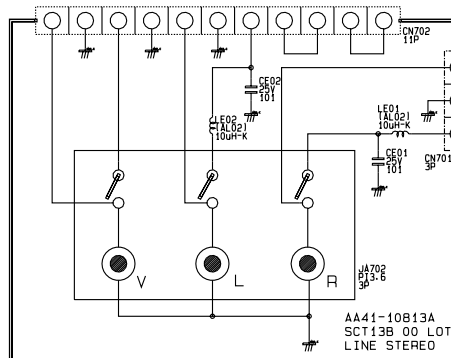 CN702
11P
CE02
25V
101
LE02
(AL02)
10uH-K
LE01
(AL02)
10uH-K
CE01
25V
101
CN701
3P
V
L
R
JA702
PI3.6
3P
AA41-10813A
SCT13B 00 LOT
LINE STEREO